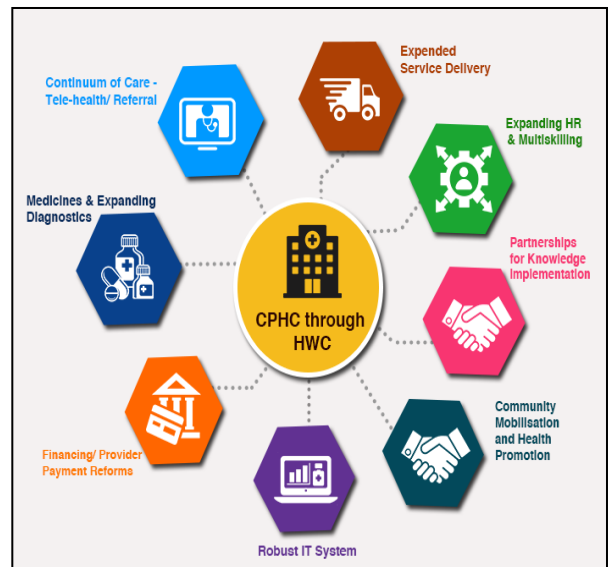 Expended
Service Delivery
Continuum of Care -
Tele-health/ Referral
Expanding HR
& Multiskilling
Medicines & Expanding
Diagnostics
Partnerships
for Knowledge
Implementation
CPHC through
HWC
Community
Mobilisation
and Health
Promotion
Financing/ Provider
Payment Reforms
Robust IT System